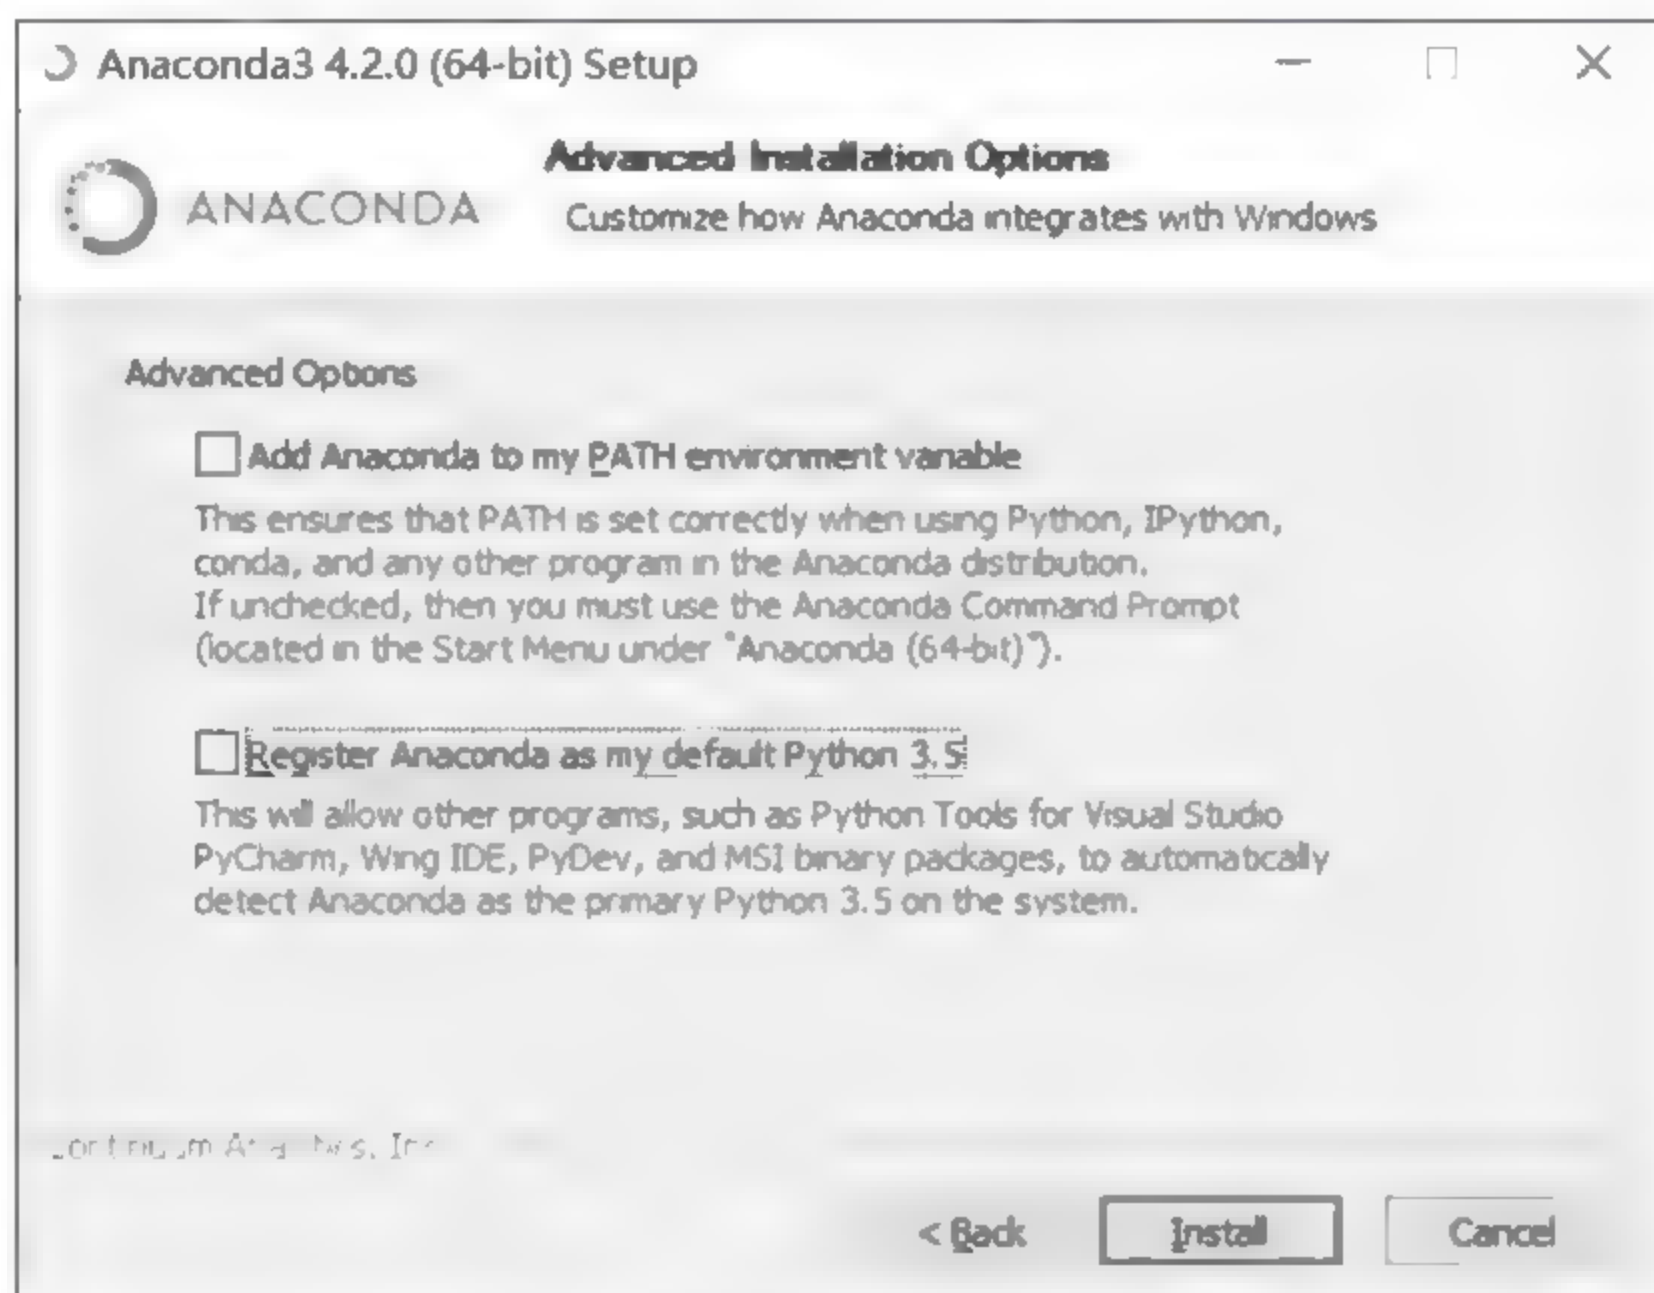 Anaconda3 4.2.0 (64-bit) Setup
ANACONDA
Advanced Installation Options
Customize how Anaconda integrates with Windows
Advanced Options
Add Anaconda to my PATH environment variable
This ensures that PATH is set correctly when using Python, IPython,
conda, and any other program in the Anaconda distribution.
If unchecked, then you must use the Anaconda Command Prompt
(located in the Start Menu under "Anaconda (64-bit)").
Register Anaconda as my default Python 3.5
This will allow other programs, such as Python Tools for Visual Studio
PyCharm, Wing IDE, PyDev, and MSI binary packages, to automatically
detect Anaconda as the primary Python 3.5 on the system.
< Back
Install
Cancel